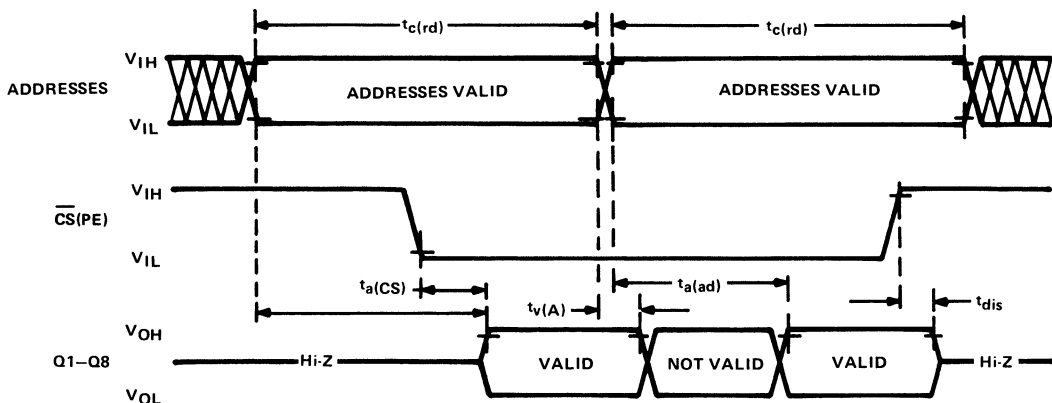 tc(rd) tc(rd)
VIH
ADDRESSES ADDRESSES VALID ADDRESSES VALID
VIL
VIH
CS(PE)
VIL
ta(CS) tv(A) ta(ad) tdis
VOH
Q1–Q8 Hi-Z VALID NOT VALID VALID Hi-Z
VOL